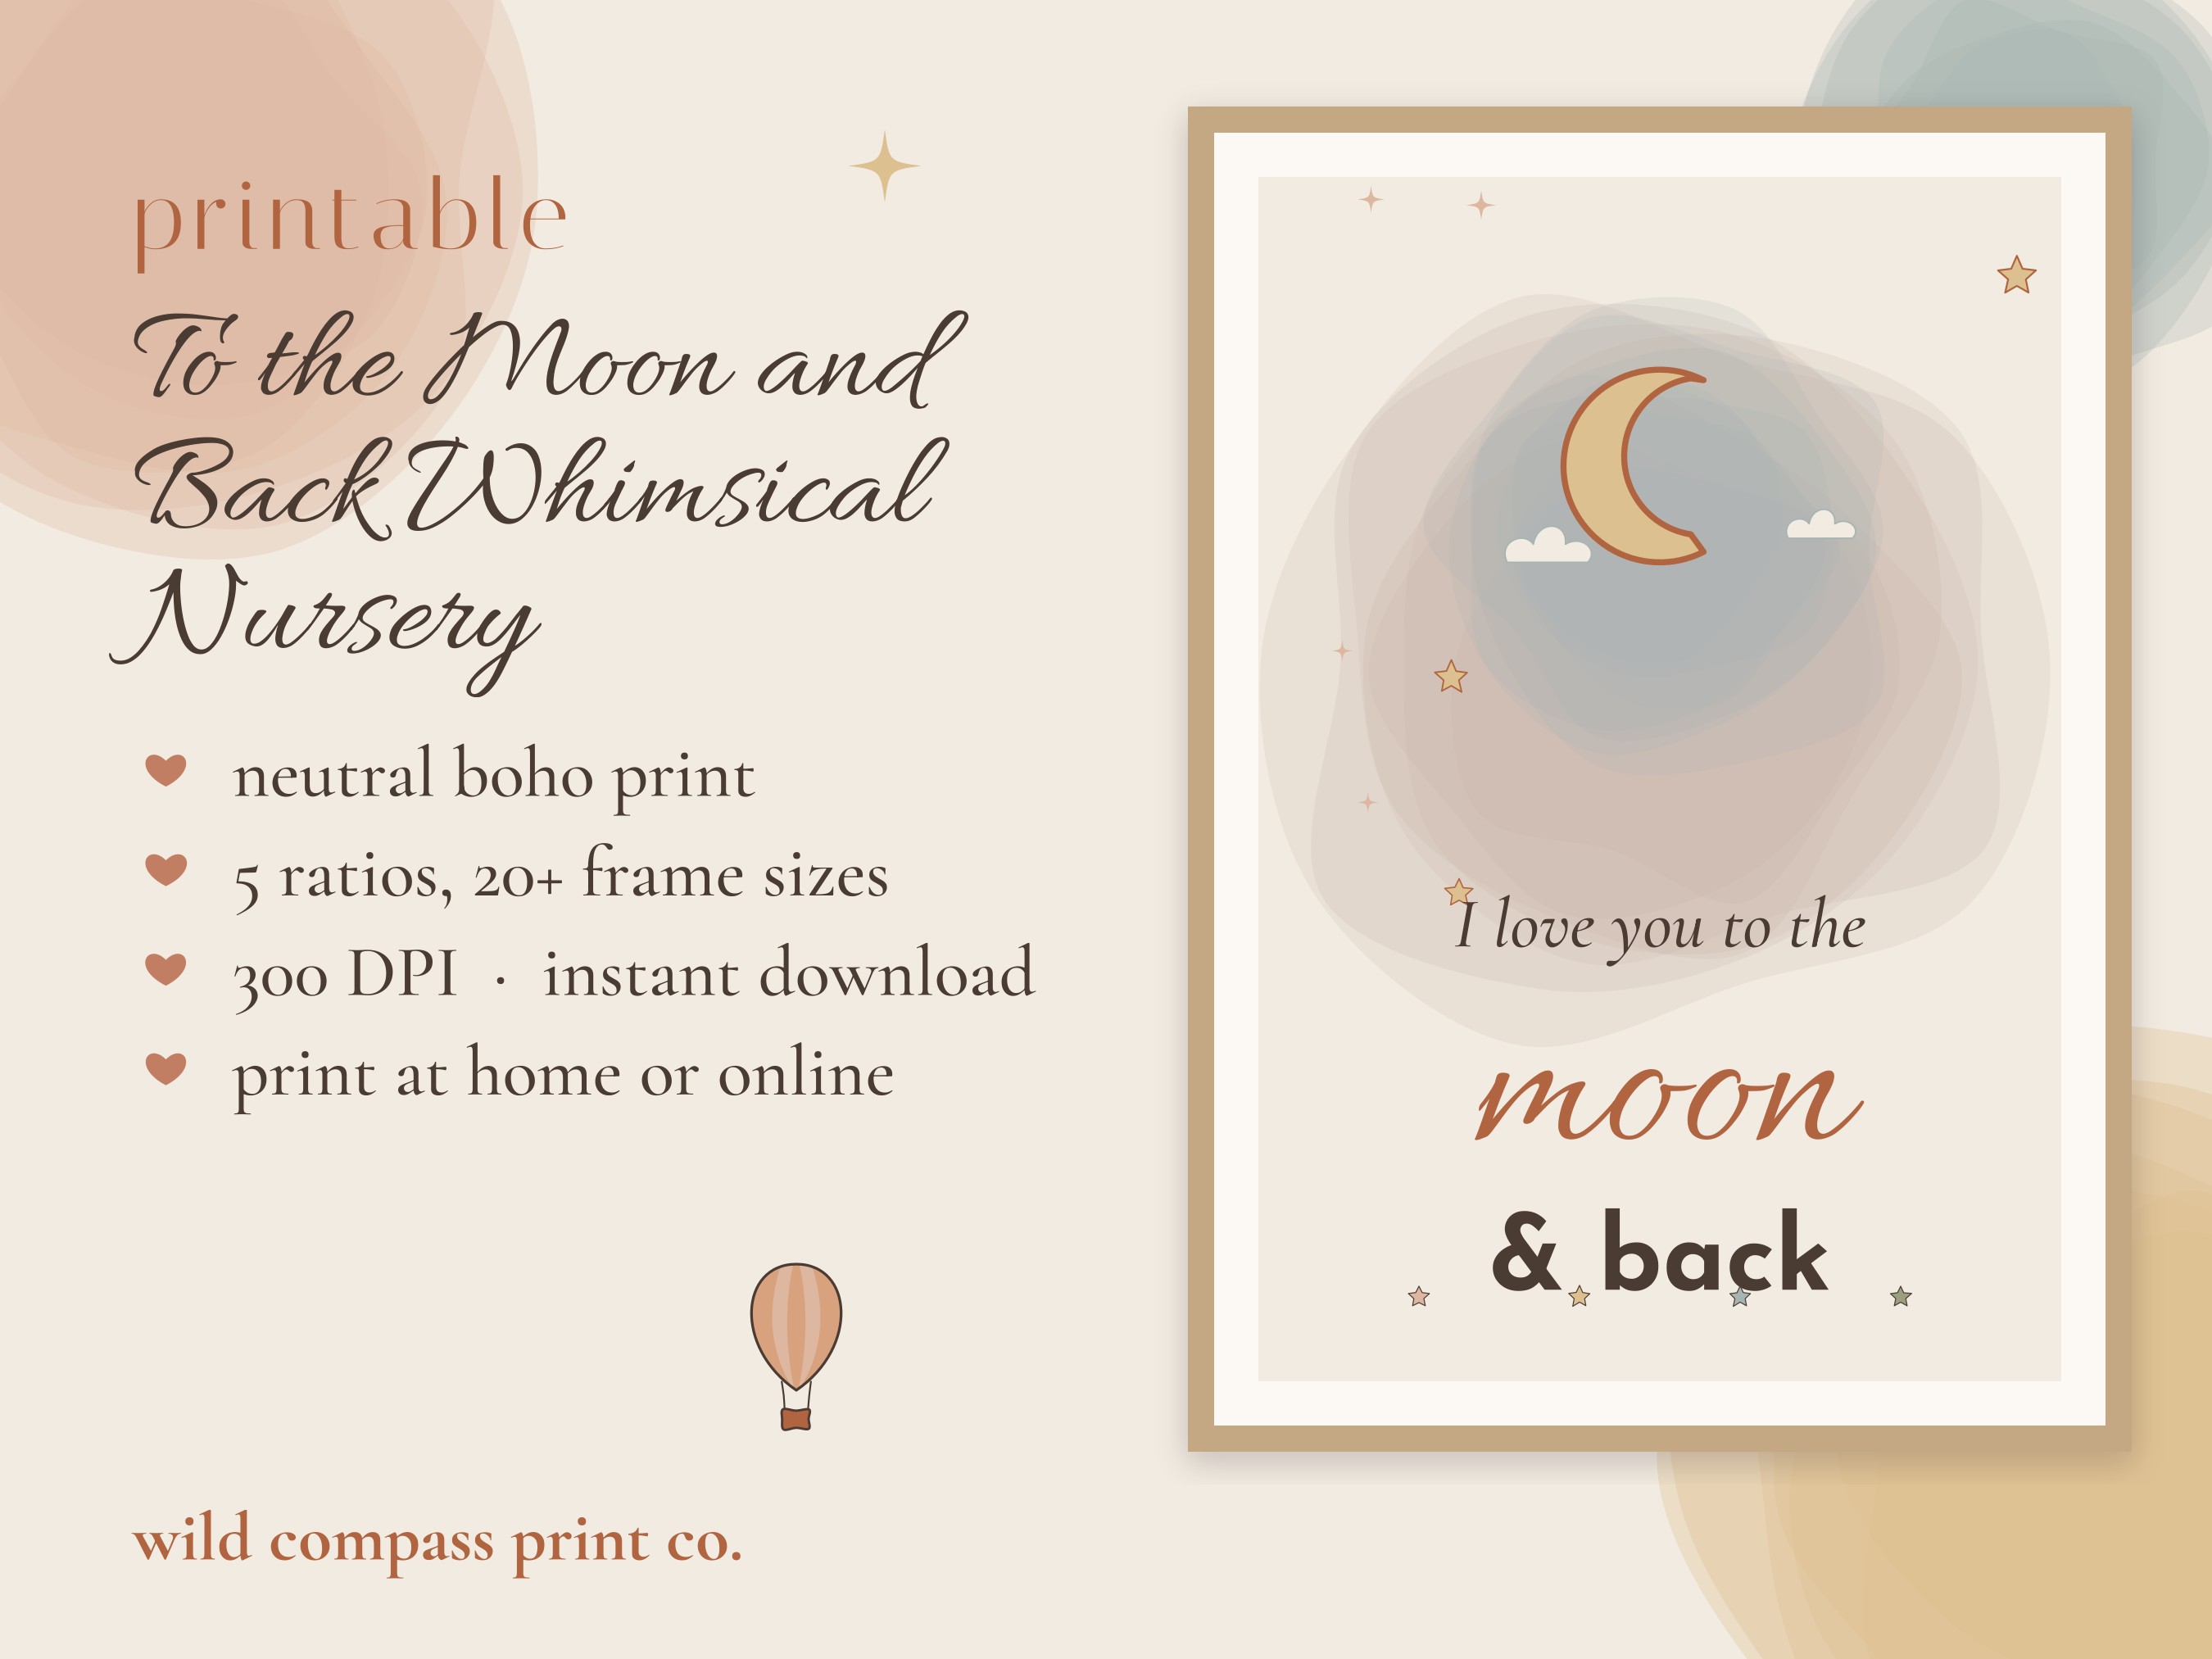 printable
To the Moon and
Back Whimsical
Nursery
neutral boho print
5 ratios, 20+ frame sizes
300 DPI · instant download
print at home or online
wild compass print co.
I love you to the
moon
& back